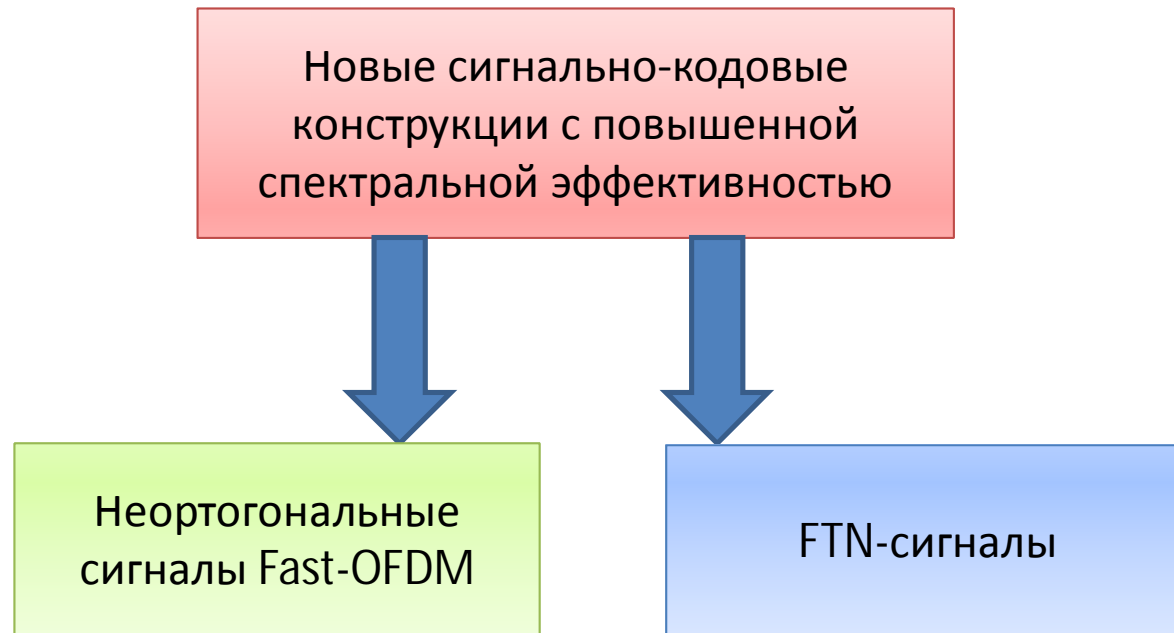 Новые сигнально-кодовые
конструкции с повышенной
спектральной эффективностью
Неортогональные
сигналы Fast-OFDM
FTN-сигналы